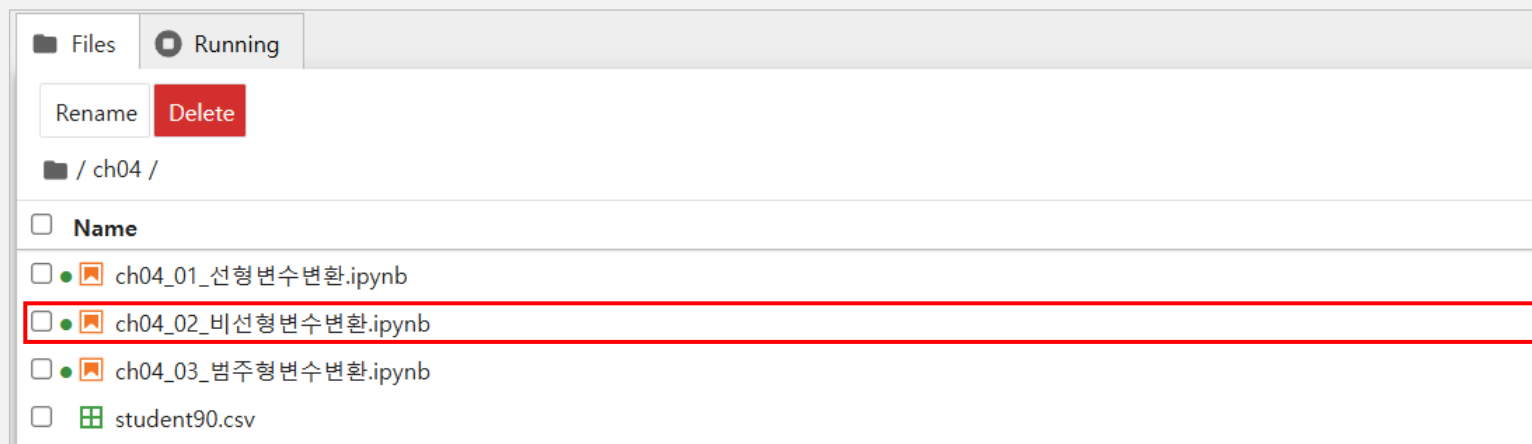 Files Running
Rename Delete
/ ch04 /
Name
ch04_01_선형변수변환.ipynb
ch04_02_비선형변수변환.ipynb
ch04_03_범주형변수변환.ipynb
student90.csv